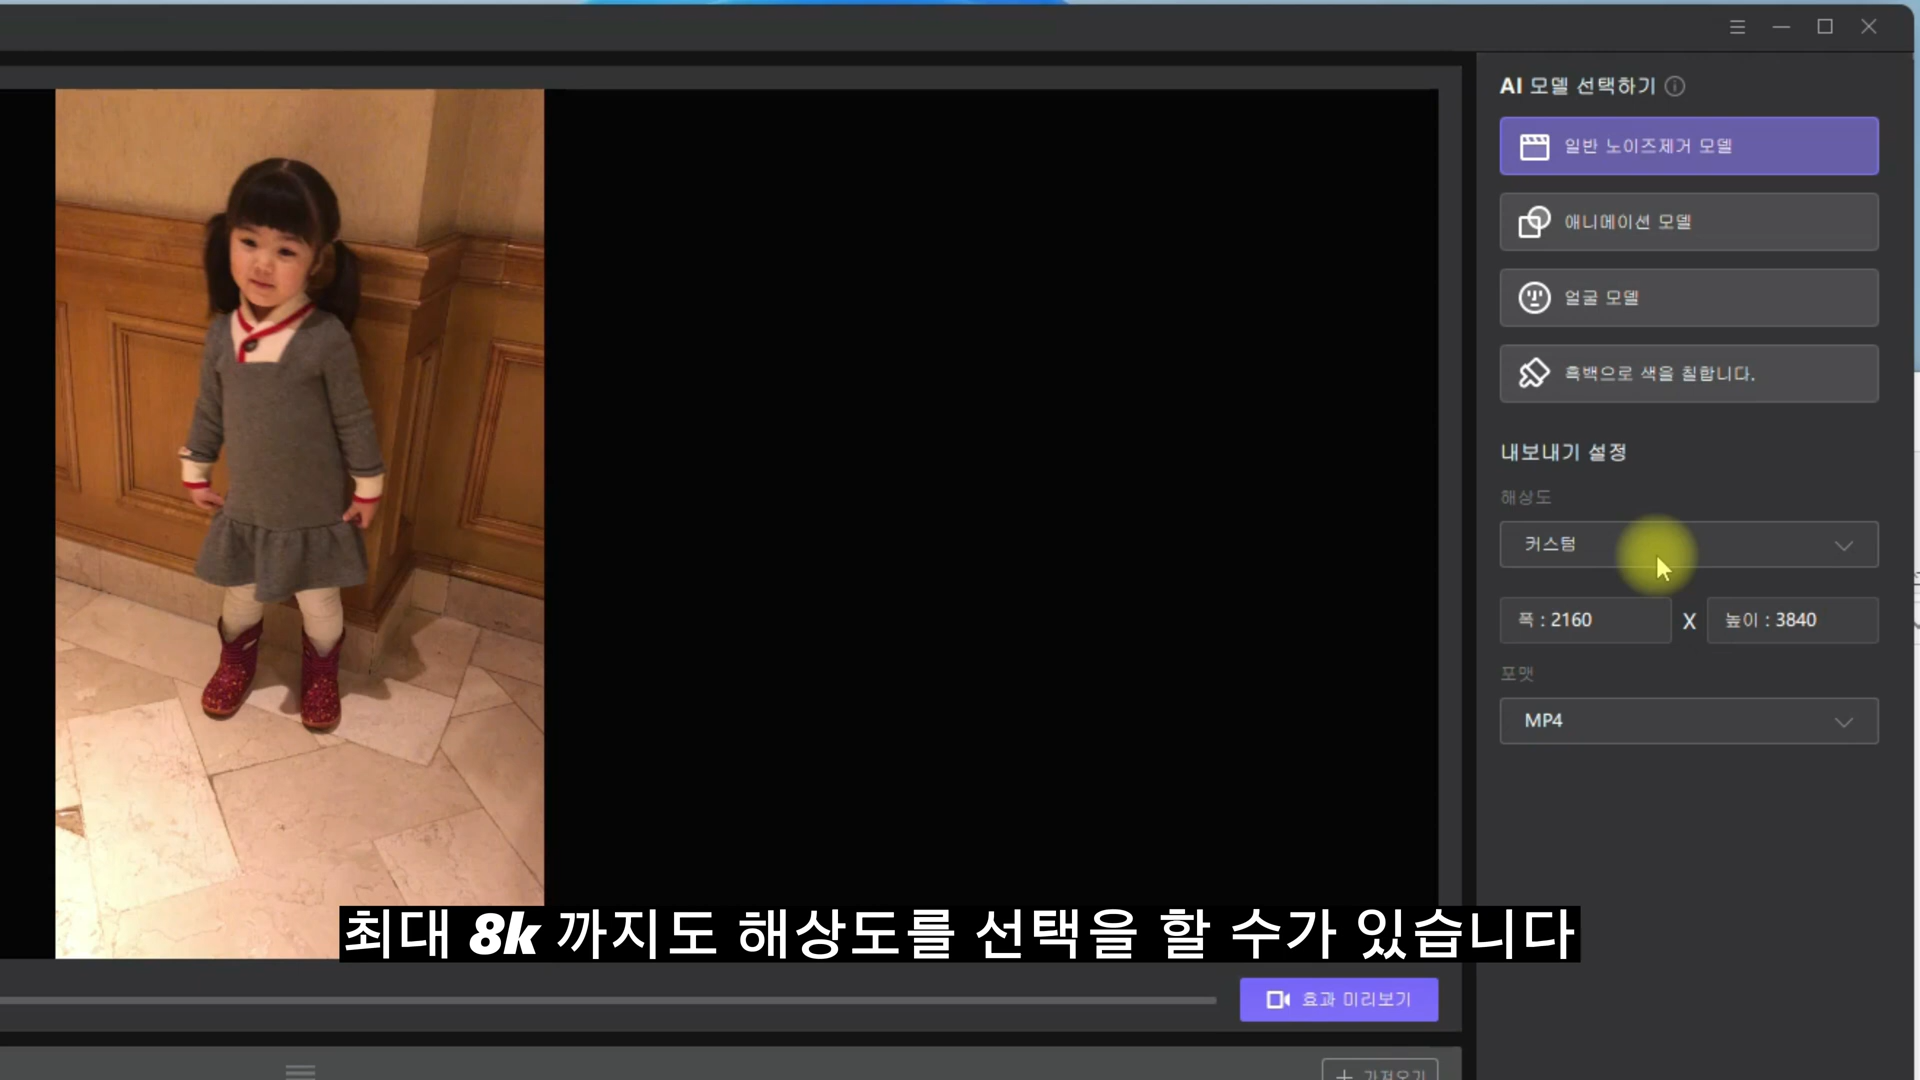 AI 모델 선택하기
일반 노이즈제거 모델
애니메이션 모델
얼굴 모델
흑백으로 색을 칠합니다.
내보내기 설정
해상도
커스텀
폭 : 2160 X 높이 : 3840
포맷
MP4
최대 8k 까지도 해상도를 선택을 할 수가 있습니다
효과 미리보기
가져오기